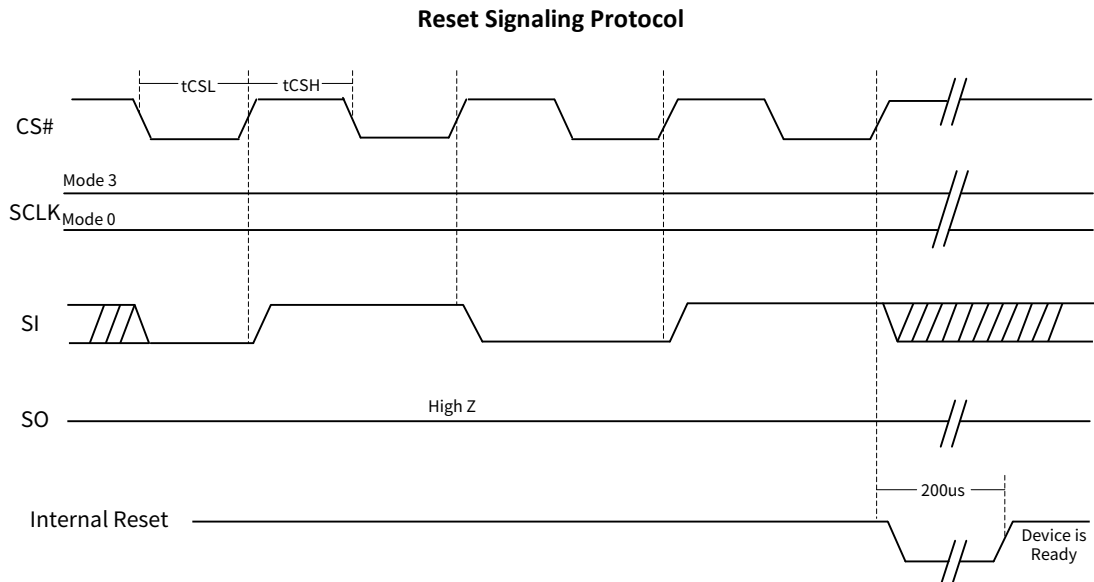 Reset Signaling Protocol
tCSL
tCSH
CS#
Mode 3
SCLK
Mode 0
SI
High Z
SO
200us
Internal Reset
Device is
Ready